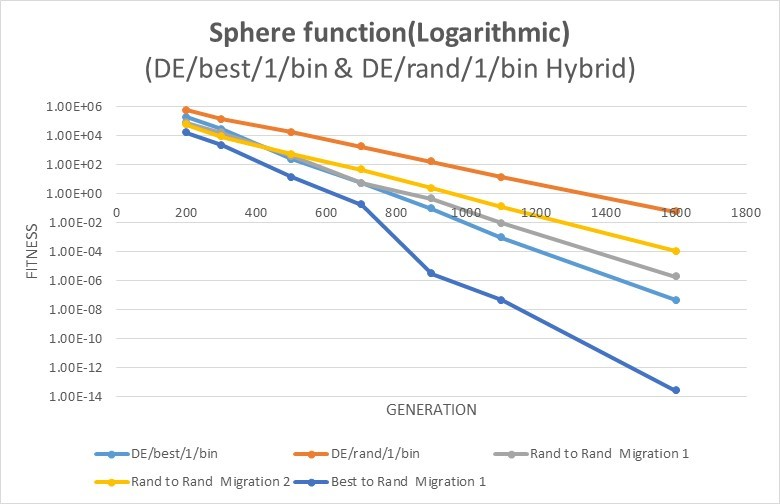 Sphere function(Logarithmic)
(DE/best/1/bin & DE/rand/1/bin Hybrid)
1.00E+06
1.00E+04
1.00E+02
1.00E+00
0 200 400 600 800 1000 1200 1400 1600 1800
1.00E-02
1.00E-04
1.00E-06
1.00E-08
1.00E-10
1.00E-12
1.00E-14
FITNESS
GENERATION
DE/best/1/bin DE/rand/1/bin Rand to Rand Migration 1
Rand to Rand Migration 2 Best to Rand Migration 1